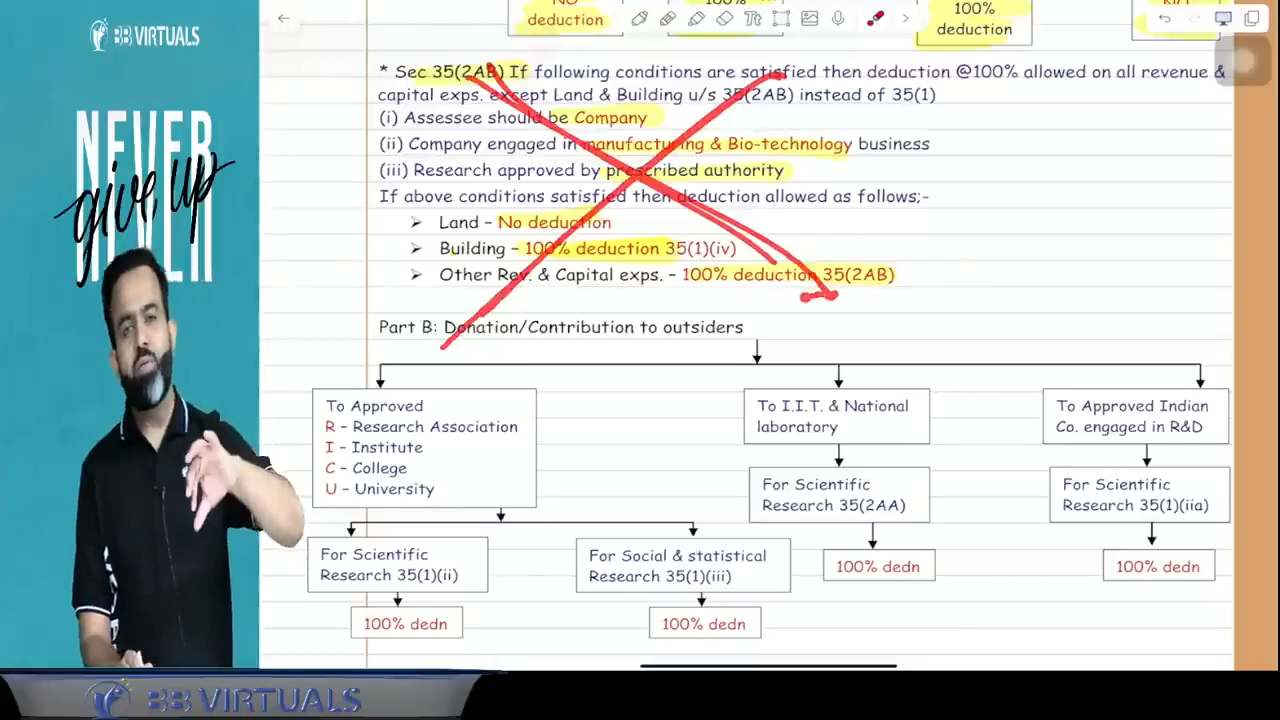 BB VIRTUALS
NEVER
give up
NEVER
NO
deduction
100%
100%
deduction
Tt
* Sec 35(2AB) If following conditions are satisfied then deduction @100% allowed on all revenue &
capital exps. except Land & Building u/s 35(2AB) instead of 35(1)
(i) Assessee should be Company
(ii) Company engaged in manufacturing & Bio-technology business
(iii) Research approved by prescribed authority
If above conditions satisfied then deduction allowed as follows;-
➢ Land – No deduction
➢ Building – 100% deduction 35(1)(iv)
➢ Other Rev. & Capital exps. – 100% deduction 35(2AB)
Part B: Donation/Contribution to outsiders
To Approved
R – Research Association
I – Institute
C – College
U – University
To I.I.T. & National
laboratory
To Approved Indian
Co. engaged in R&D
For Scientific
Research 35(2AA)
For Scientific
Research 35(1)(iia)
For Scientific
Research 35(1)(ii)
For Social & statistical
Research 35(1)(iii)
100% dedn
100% dedn
100% dedn
100% dedn
BB VIRTUALS